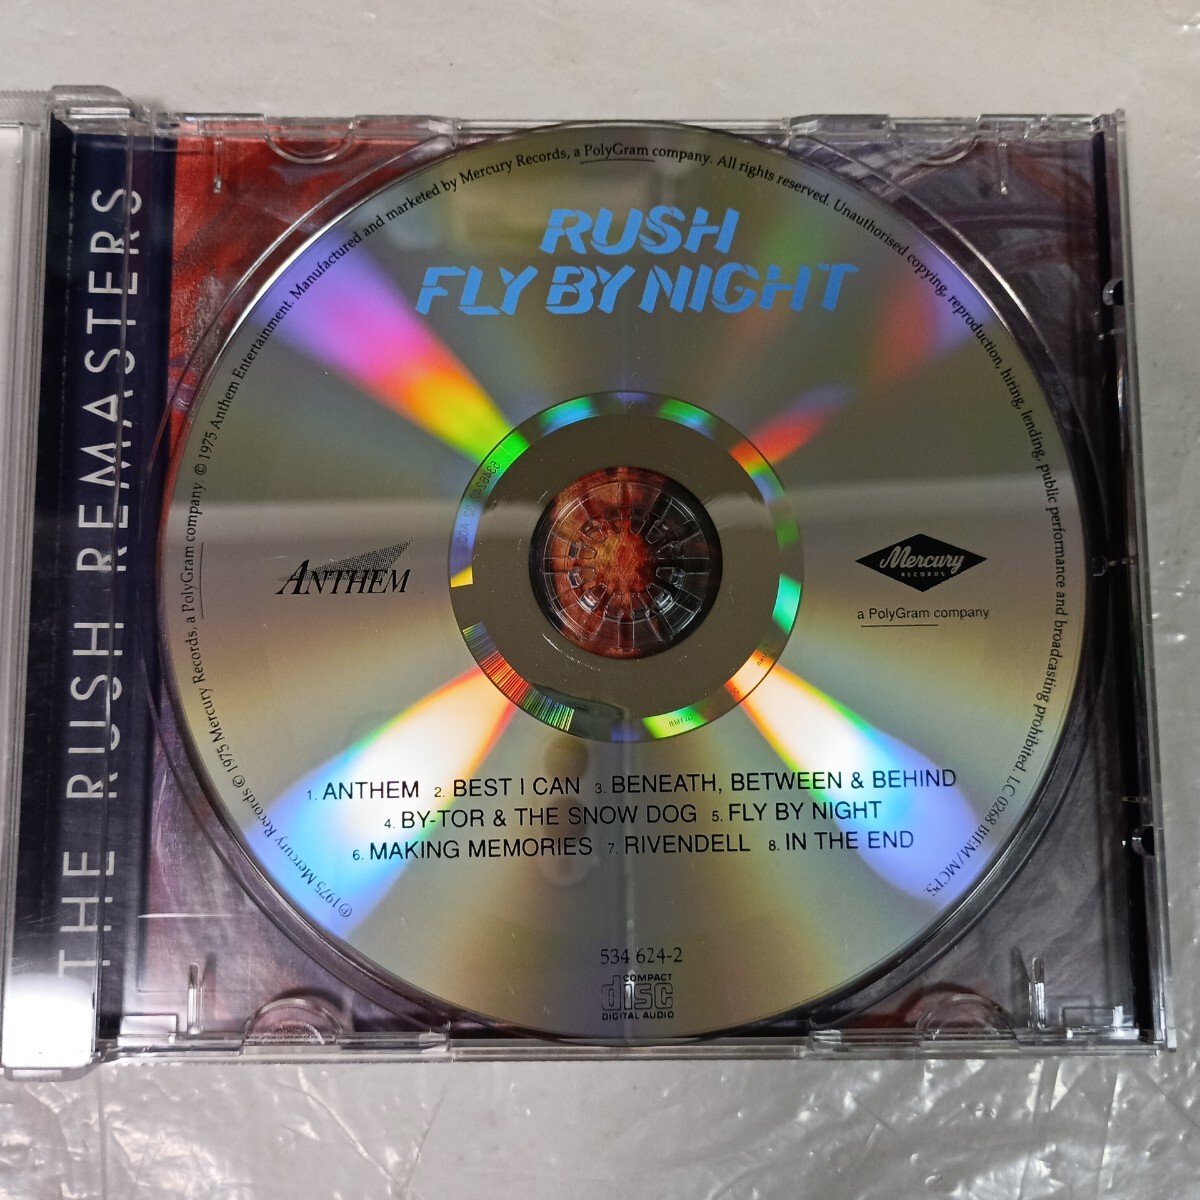 THE RUSH REMASTERS
RUSH
FLY BY NIGHT
℗ 1975 Mercury Records © 1975 Mercury Records, a PolyGram company. © 1975 Anthem Entertainment. Manufactured and marketed by Mercury Records, a PolyGram company. All rights reserved. Unauthorised copying, reproduction, hiring, lending, public performance and broadcasting prohibited. LC 0268 BIEM/MCPS.
ANTHEM
Mercury
RECORDS
a PolyGram company
1. ANTHEM 2. BEST I CAN 3. BENEATH, BETWEEN & BEHIND
4. BY-TOR & THE SNOW DOG 5. FLY BY NIGHT
6. MAKING MEMORIES 7. RIVENDELL 8. IN THE END
534 624-2
COMPACT
disc
DIGITAL AUDIO